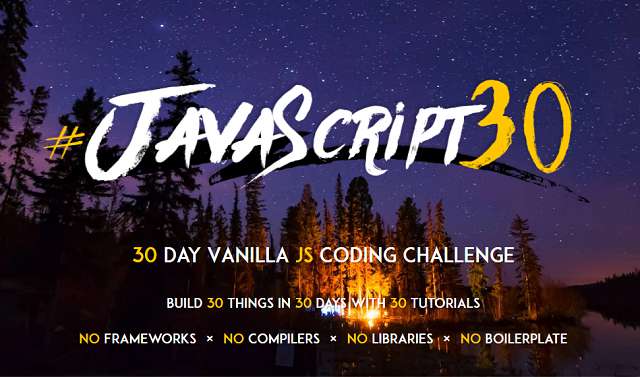 #JAVASCRIPT30
30 DAY VANILLA JS CODING CHALLENGE
BUILD 30 THINGS IN 30 DAYS WITH 30 TUTORIALS
NO FRAMEWORKS × NO COMPILERS × NO LIBRARIES × NO BOILERPLATE